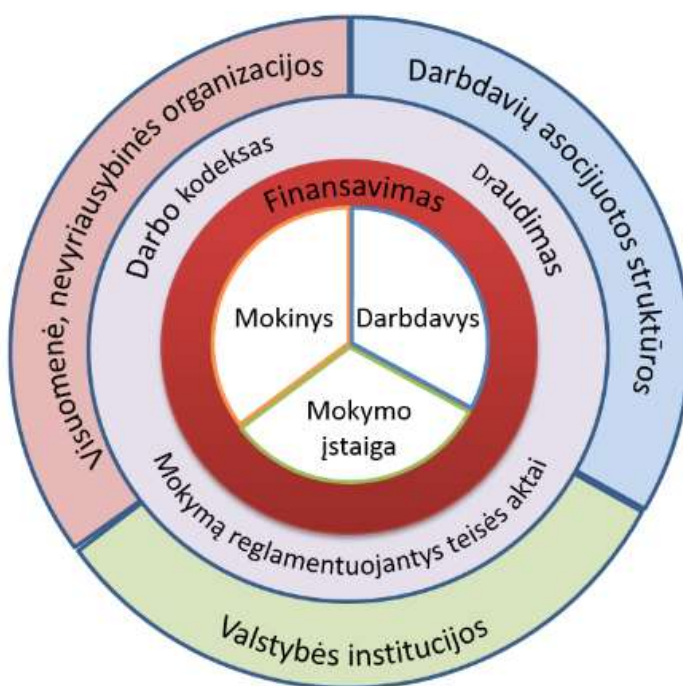 Visuomenė, nevyriausybinės organizacijos
Darbdavių asocijuotos struktūros
Darbo kodeksas
Draudimas
Finansavimas
Mokinys
Darbdavys
Mokymo
įstaiga
Mokymą reglamentuojantys teisės aktai
Valstybės institucijos